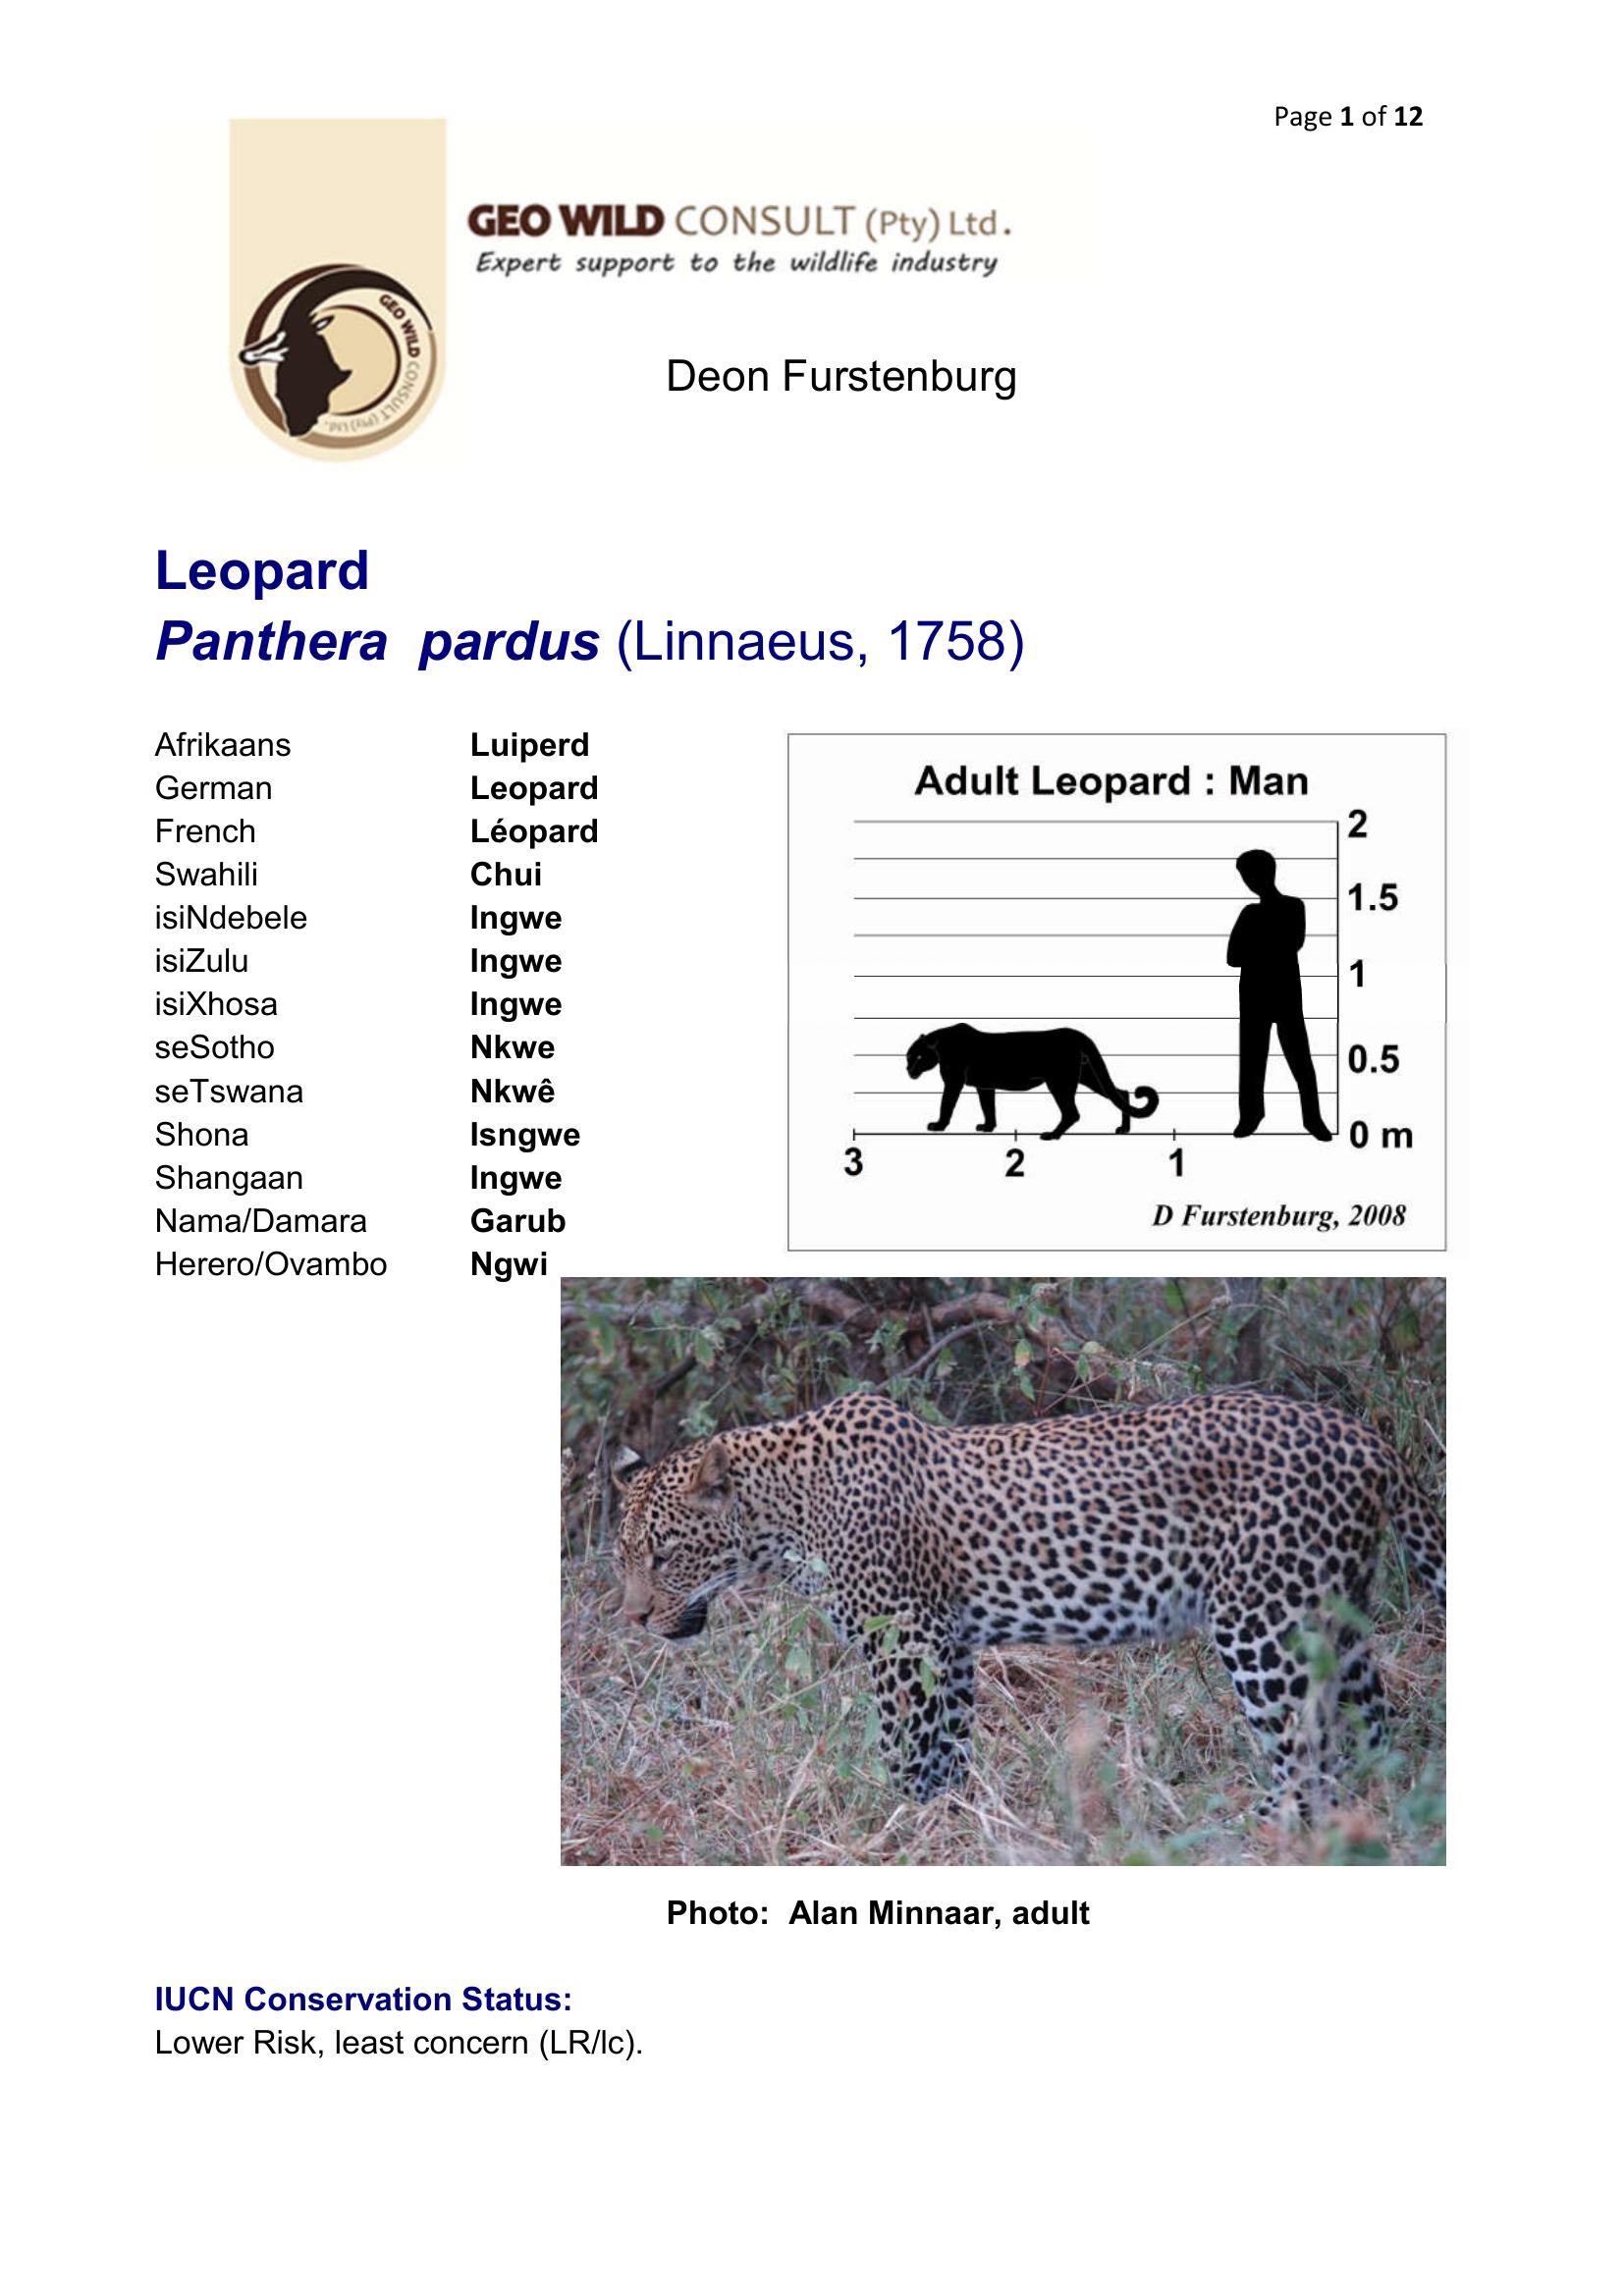 Page 1 of 12
GEO WILD CONSULT (Pty) Ltd.
Expert support to the wildlife industry
GEO WILD CONSULT (Pty) Ltd.
Deon Furstenburg
Leopard
Panthera pardus (Linnaeus, 1758)
Afrikaans Luiperd
German Leopard
French Léopard
Swahili Chui
isiNdebele Ingwe
isiZulu Ingwe
isiXhosa Ingwe
seSotho Nkwe
seTswana Nkwê
Shona Isngwe
Shangaan Ingwe
Nama/Damara Garub
Herero/Ovambo Ngwi
Adult Leopard : Man
2
1.5
1
0.5
0 m
3 2 1
D Furstenburg, 2008
Photo: Alan Minnaar, adult
IUCN Conservation Status:
Lower Risk, least concern (LR/lc).